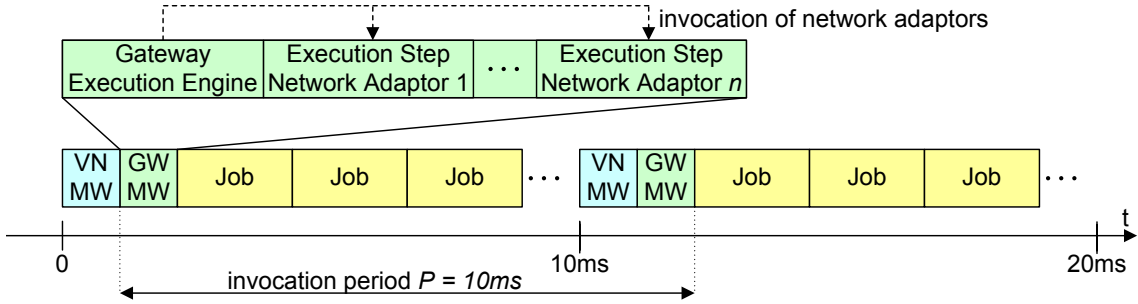 invocation of network adaptors
Gateway
Execution Engine
Execution Step
Network Adaptor 1
···
Execution Step
Network Adaptor n
VN
MW
GW
MW
Job
Job
Job
···
VN
MW
GW
MW
Job
Job
Job
···
t
0
10ms
20ms
invocation period P = 10ms